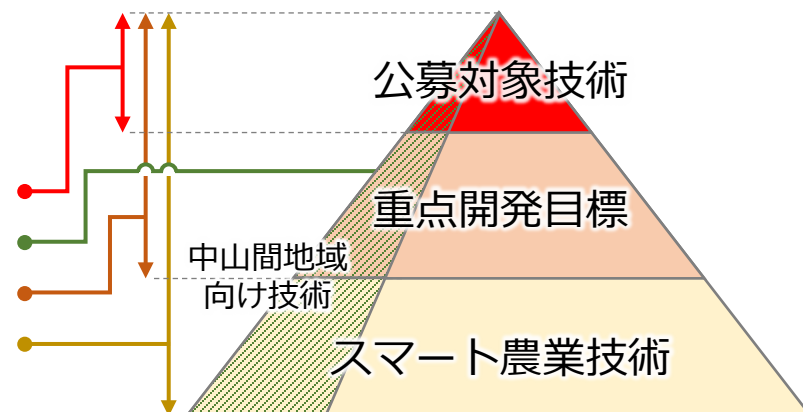 公募対象技術
重点開発目標
中山間地域
向け技術
スマート農業技術